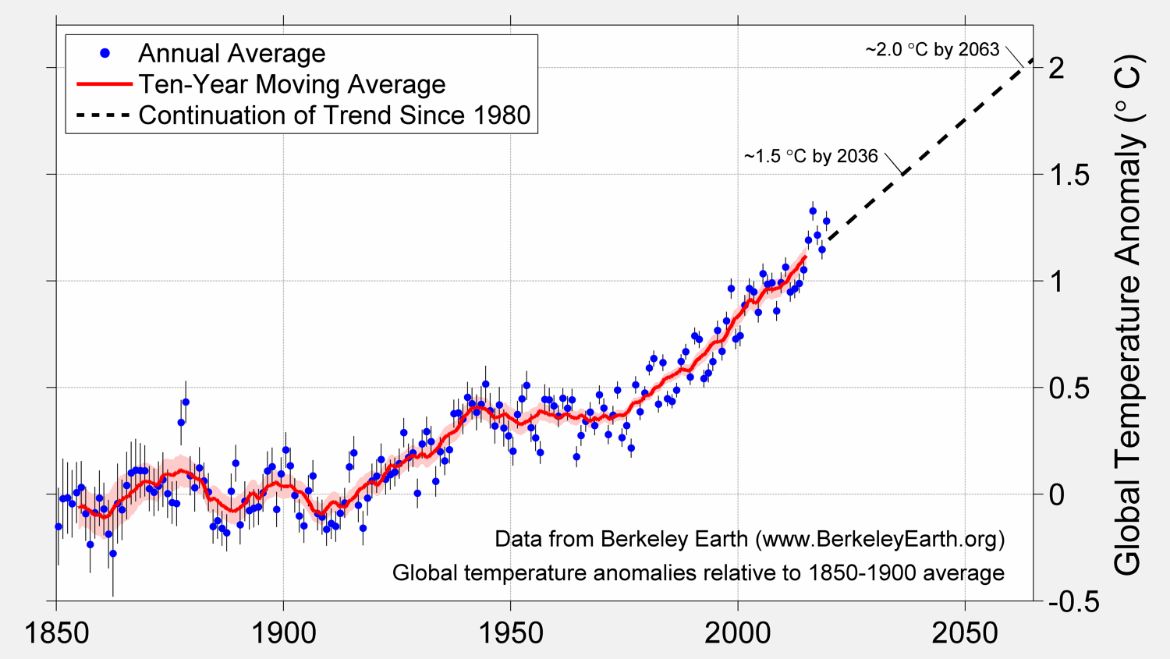 Annual Average
Ten-Year Moving Average
Continuation of Trend Since 1980
~2.0 °C by 2063
~1.5 °C by 2036
2
1.5
1
0.5
0
-0.5
Global Temperature Anomaly (° C)
Data from Berkeley Earth (www.BerkeleyEarth.org)
Global temperature anomalies relative to 1850-1900 average
1850 1900 1950 2000 2050